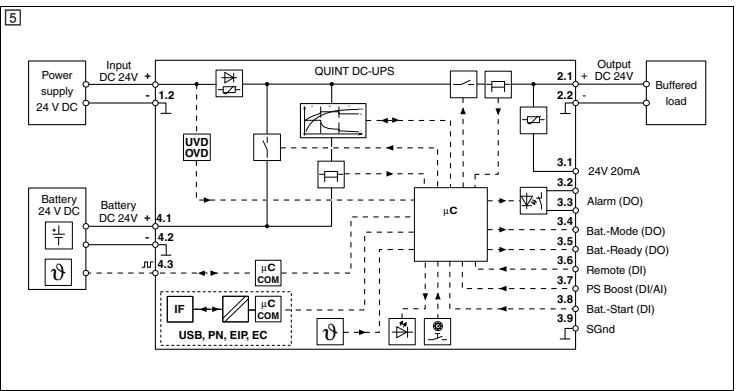 5
QUINT DC-UPS
Power
supply
24 V DC
Input
DC 24V +
- 1.2
UVD
OVD
2.1 +
2.2 -
Output
DC 24V
Buffered
load
3.1 24V 20mA
3.2
3.3 Alarm (DO)
3.4 Bat.-Mode (DO)
3.5 Bat.-Ready (DO)
3.6 Remote (DI)
3.7 PS Boost (DI/AI)
3.8 Bat.-Start (DI)
3.9 SGnd
µC
Battery
24 V DC
+
-
ϑ
Battery
DC 24V + 4.1
- 4.2
4.3
µC
COM
IF
µC
COM
USB, PN, EIP, EC
ϑ